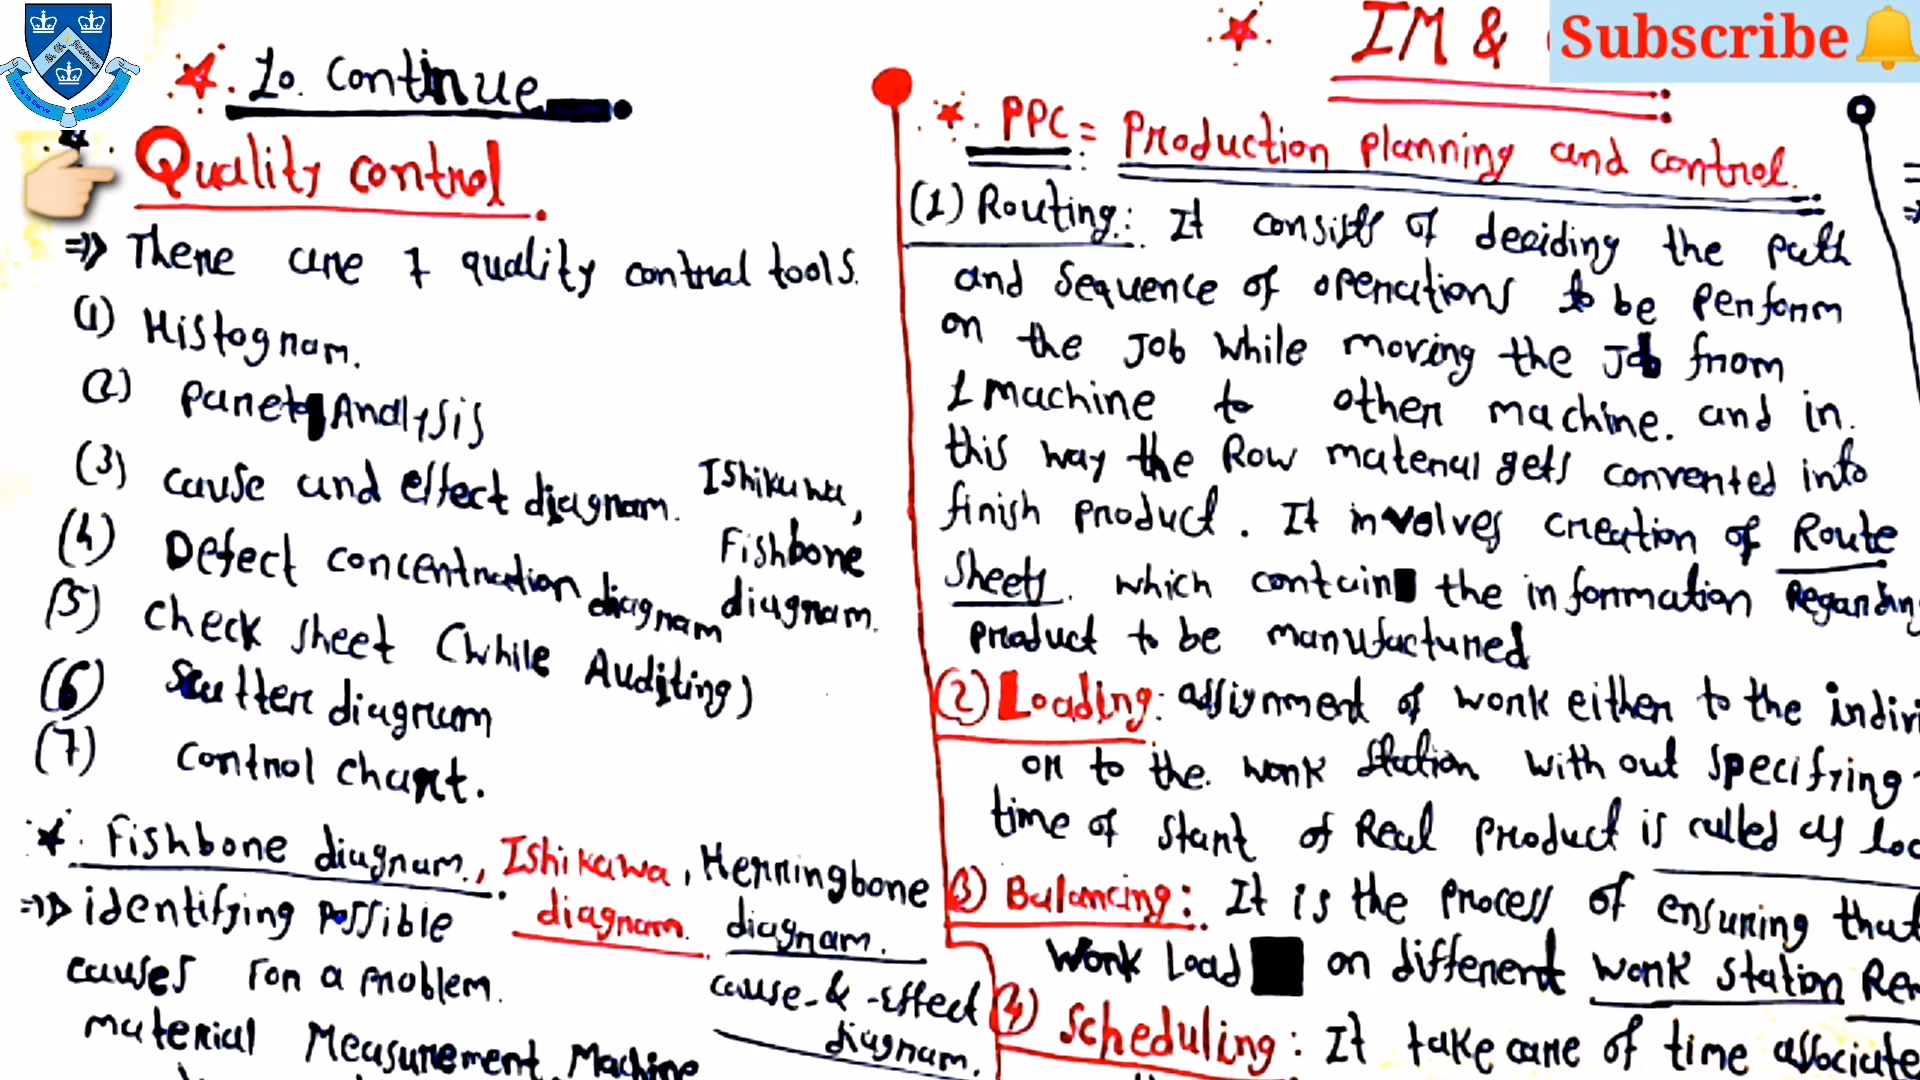 10. Continue
Quality control
=> There are 7 quality control tools.
(1) Histogram.
(2) pareto Analysis
(3) cause and effect diagram. Ishikawa,
Fishbone
diagram.
(4) Defect concentration diagram
(5) check sheet (while Auditing)
(6) Scatter diagram
(7) control chart.
Fishbone diagram, Ishikawa diagram. , Herringbone diagram.
cause-&-effect
diagram.
=> identifying possible
causes for a problem.
material Measurement, Machine
IM &
Subscribe
PPC = Production planning and control.
(1) Routing: It consists of deciding the path
and sequence of operations to be perform
on the Job while moving the Job from
1 machine to other machine. and in
this way the Row material gets converted into
finish product. It involves creation of Route
sheets. which contain the information Regarding
product to be manufactured
(2) Loading: assignment of work either to the indivi
or to the work station without specifying
time of start of Real product is called as loa
(3) Balancing: It is the process of ensuring that
work Load on different work station Re
(4) Scheduling: It take care of time associate